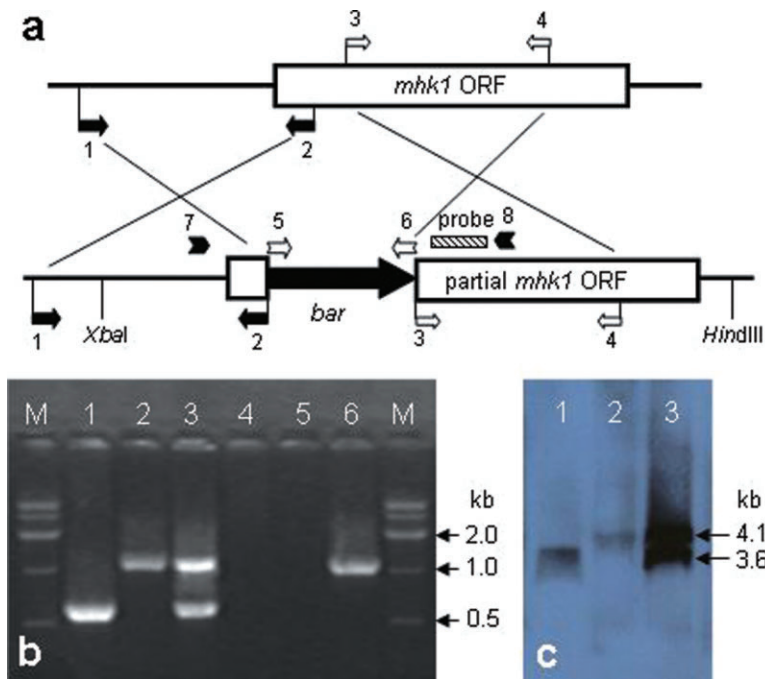 a
3 4
mhk1 ORF
1 2
7 5 6 probe 8
partial mhk1 ORF
bar
1 XbaI 2 3 4 HindIII
M 1 2 3 4 5 6 M
kb
2.0
1.0
0.5
b
1 2 3
kb
4.1
3.6
c